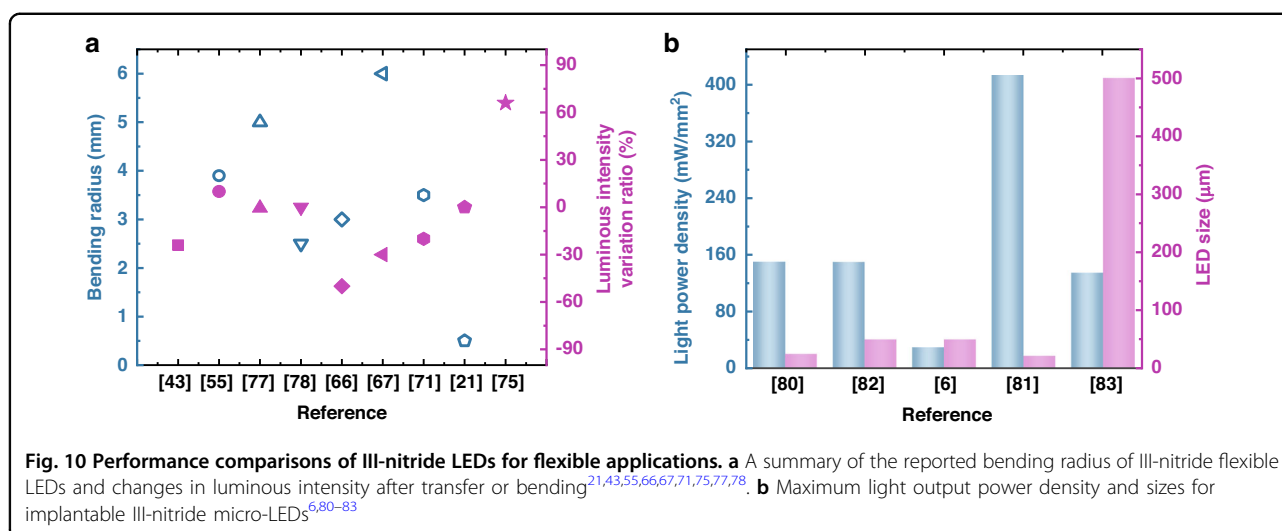 a
b
6
5
4
3
2
1
0
Bending radius (mm)
90
60
30
0
-30
-60
-90
Luminous intensity
variation ratio (%)
[43] [55] [77] [78] [66] [67] [71] [21] [75]
Reference
400
320
240
160
80
0
Light power density (mW/mm²)
500
400
300
200
100
0
LED size (μm)
[80] [82] [6] [81] [83]
Reference
Fig. 10 Performance comparisons of III-nitride LEDs for flexible applications. a A summary of the reported bending radius of III-nitride flexible
LEDs and changes in luminous intensity after transfer or bending21,43,55,66,67,71,75,77,78. b Maximum light output power density and sizes for
implantable III-nitride micro-LEDs6,80–83